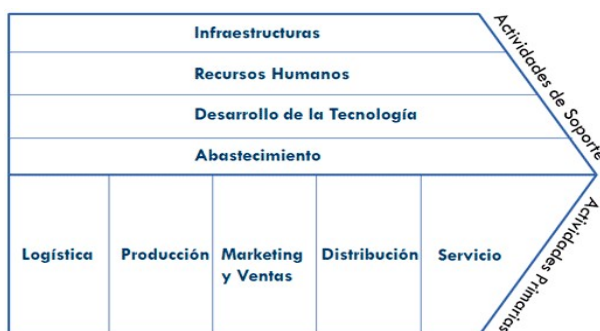 Infraestructuras
Recursos Humanos
Desarrollo de la Tecnología
Abastecimiento
Actividades de Soporte
Logística
Producción
Marketing
y Ventas
Distribución
Servicio
Actividades Primarias